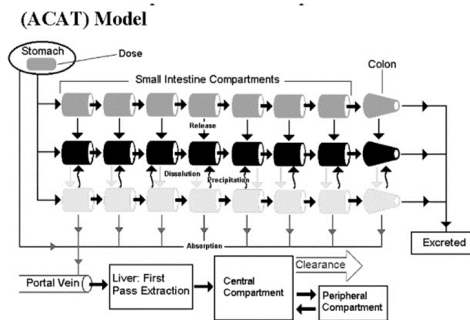 (ACAT) Model
Stomach
Dose
Small Intestine Compartments
Colon
Release
Dissolution
Precipitation
Absorption
Excreted
Portal Vein
Liver: First
Pass Extraction
Central
Compartment
Clearance
Peripheral
Compartment